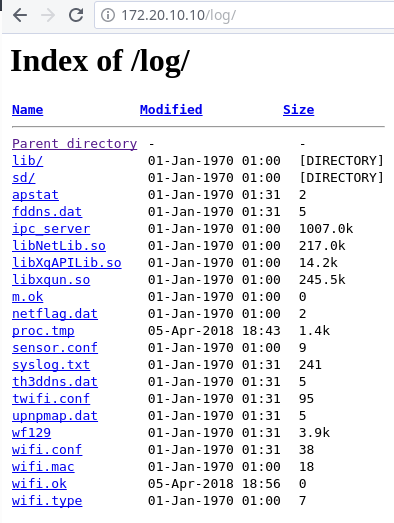 172.20.10.10/log/
Index of /log/
Name Modified Size
Parent directory - -
lib/ 01-Jan-1970 01:00 [DIRECTORY]
sd/ 01-Jan-1970 01:00 [DIRECTORY]
apstat 01-Jan-1970 01:31 2
fddns.dat 01-Jan-1970 01:31 5
ipc_server 01-Jan-1970 01:00 1007.0k
libNetLib.so 01-Jan-1970 01:00 217.0k
libXqAPILib.so 01-Jan-1970 01:00 14.2k
libxqun.so 01-Jan-1970 01:00 245.5k
m.ok 01-Jan-1970 01:00 0
netflag.dat 01-Jan-1970 01:00 2
proc.tmp 05-Apr-2018 18:43 1.4k
sensor.conf 01-Jan-1970 01:00 9
syslog.txt 01-Jan-1970 01:31 241
th3ddns.dat 01-Jan-1970 01:31 5
twifi.conf 01-Jan-1970 01:31 95
upnpmap.dat 01-Jan-1970 01:31 5
wf129 01-Jan-1970 01:31 3.9k
wifi.conf 01-Jan-1970 01:31 38
wifi.mac 01-Jan-1970 01:00 18
wifi.ok 05-Apr-2018 18:56 0
wifi.type 01-Jan-1970 01:00 7